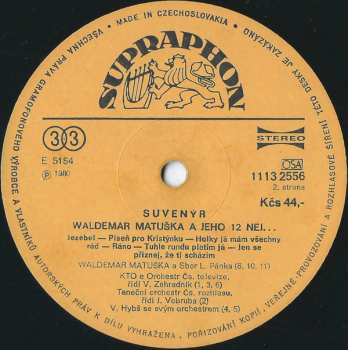 MADE IN CZECHOSLOVAKIA
VŠECHNA PRÁVA GRAMOFONOVÉHO VÝROBCE A VLASTNÍKŮ AUTORSKÝCH PRÁV K DÍLU VYHRAŽENA. POŘIZOVÁNÍ KOPIÍ, VEŘEJNÉ PROVOZOVÁNÍ A ROZHLASOVÉ ŠÍŘENÍ TÉTO DESKY JE ZAKÁZÁNO
SUPRAPHON
33
STEREO
E 5154
Ⓟ 1980
ČSA
1113 2556
2. strana
Kčs 44,-
SUVENÝR
WALDEMAR MATUŠKA A JEHO 12 NEJ...
Jezebel – Píseň pro Kristýnku – Holky já mám všechny
rád – Ráno – Tuhle rundu platím já – Jen se
přiznej, že ti scházím
WALDEMAR MATUŠKA a Sbor L. Pánka (8, 10, 11)
KTO a Orchestr Čs. televize,
řídí V. Zahradník (1, 3, 6)
Taneční orchestr Čs. rozhlasu,
řídí J. Vobruba (2)
V. Hybš se svým orchestrem (4, 5)